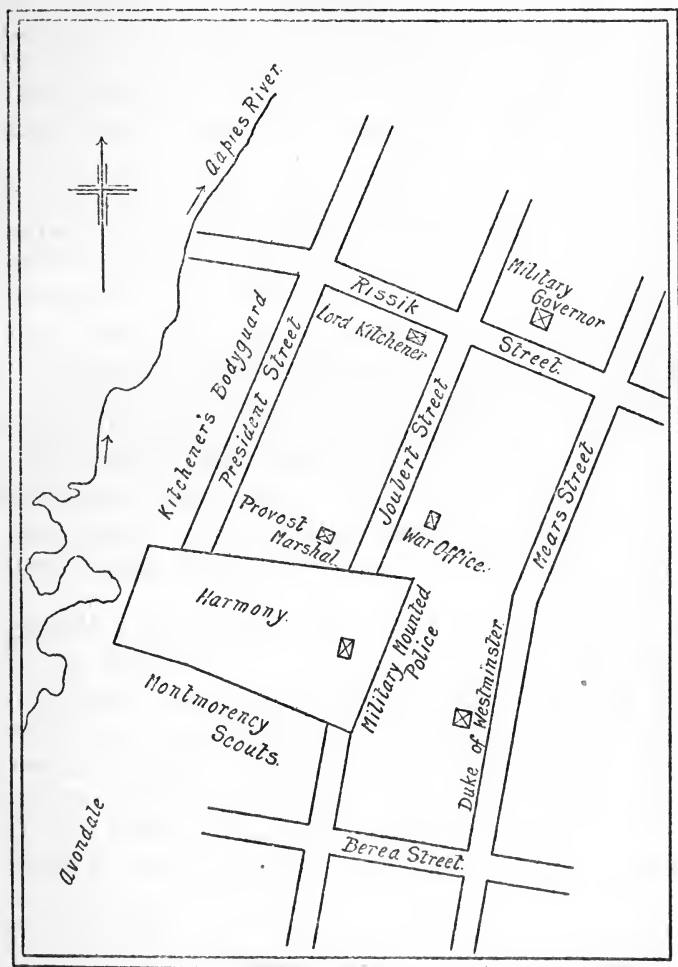 Aapies River.
Military
Governor
Rissik
Street.
Lord Kitchener
Kitchener's Bodyguard
President Street
Joubert Street
Mears Street
Provost
Marshal.
War Office.
Harmony.
Military Mounted
Police
Montmorency
Scouts.
Duke of Westminster.
Avondale
Berea Street.